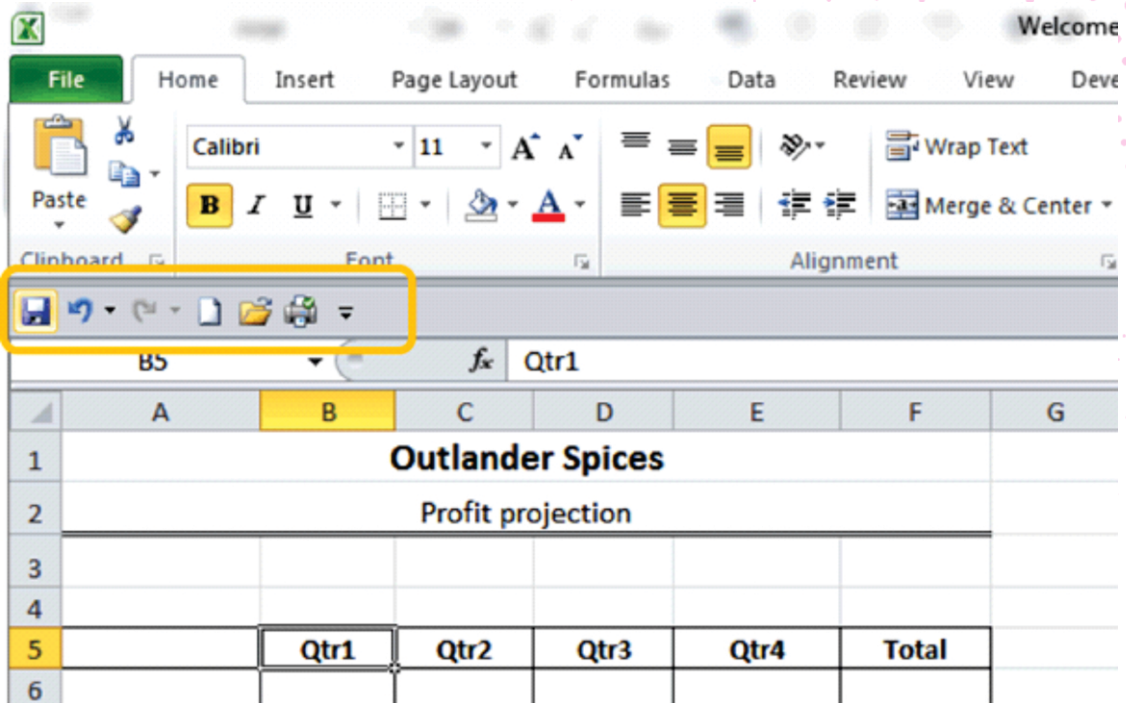 Welcome
File Home Insert Page Layout Formulas Data Review View Deve
Calibri 11 A A Wrap Text
Paste B I U A Merge & Center
Clipboard Font Alignment
B5 fx Qtr1
A B C D E F G
1 Outlander Spices
2 Profit projection
3
4
5 Qtr1 Qtr2 Qtr3 Qtr4 Total
6